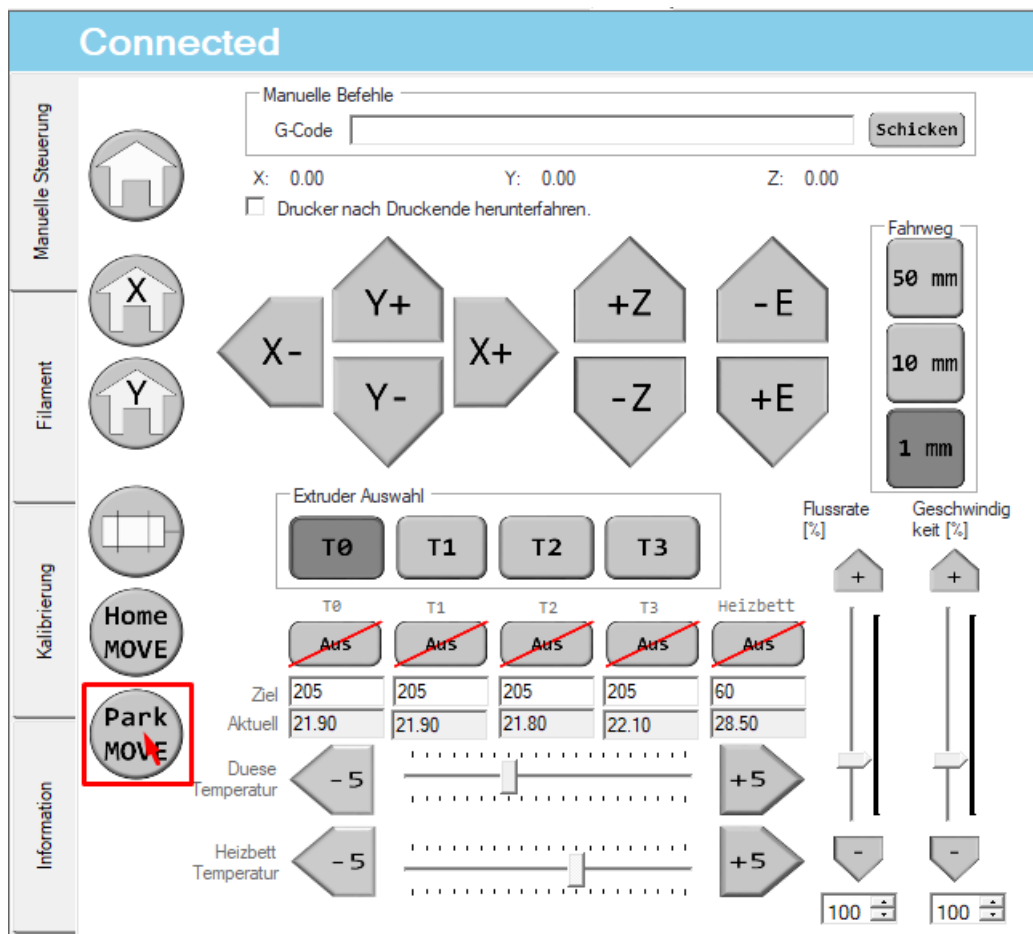 Connected
Manuelle Steuerung
Filament
Kalibrierung
Information
Manuelle Befehle
G-Code
Schicken
X: 0.00 Y: 0.00 Z: 0.00
Drucker nach Druckende herunterfahren.
X
Y
Home
MOVE
Park
MOVE
X-
Y+
Y-
X+
+Z
-Z
-E
+E
Fahrweg
50 mm
10 mm
1 mm
Extruder Auswahl
T0 T1 T2 T3
T0 T1 T2 T3 Heizbett
Aus Aus Aus Aus Aus
Ziel 205 205 205 205 60
Aktuell 21.90 21.90 21.80 22.10 28.50
Duese
Temperatur
-5 +5
Heizbett
Temperatur
-5 +5
Flussrate
[%]
+
-
100
Geschwindig
keit [%]
+
-
100